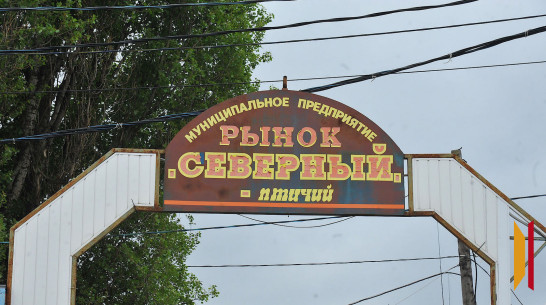 МУНИЦИПАЛЬНОЕ ПРЕДПРИЯТИЕ
РЫНОК
„СЕВЕРНЫЙ"
- птичий